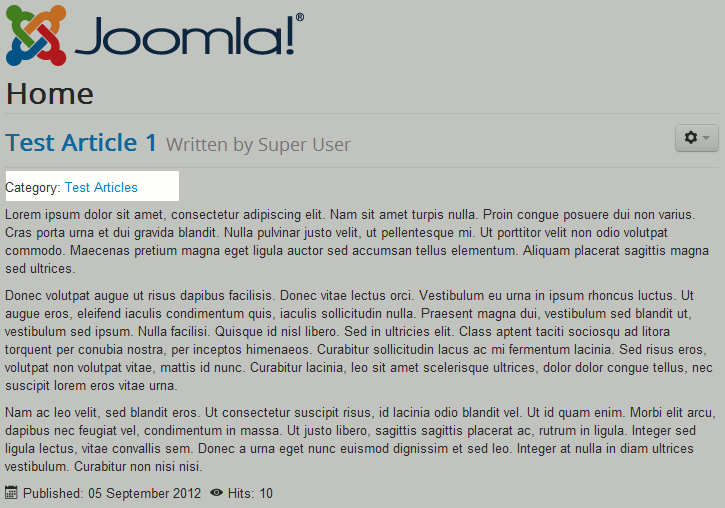 Joomla!®
Home
Test Article 1 Written by Super User
Category: Test Articles
Lorem ipsum dolor sit amet, consectetur adipiscing elit. Nam sit amet turpis nulla. Proin congue posuere dui non varius.
Cras porta urna et dui gravida blandit. Nulla pulvinar justo velit, ut pellentesque mi. Ut porttitor velit non odio volutpat
commodo. Maecenas pretium magna eget ligula auctor sed accumsan tellus elementum. Aliquam placerat sagittis magna
sed ultrices.
Donec volutpat augue ut risus dapibus facilisis. Donec vitae lectus orci. Vestibulum eu urna in ipsum rhoncus luctus. Ut
augue eros, eleifend iaculis condimentum quis, iaculis sollicitudin nulla. Praesent magna dui, vestibulum sed blandit ut,
vestibulum sed ipsum. Nulla facilisi. Quisque id nisl libero. Sed in ultricies elit. Class aptent taciti sociosqu ad litora
torquent per conubia nostra, per inceptos himenaeos. Curabitur sollicitudin lacus ac mi fermentum lacinia. Sed risus eros,
volutpat non volutpat vitae, mattis id nunc. Curabitur lacinia, leo sit amet scelerisque ultrices, dolor dolor congue tellus, nec
suscipit lorem eros vitae urna.
Nam ac leo velit, sed blandit eros. Ut consectetur suscipit risus, id lacinia odio blandit vel. Ut id quam enim. Morbi elit arcu,
dapibus nec feugiat vel, condimentum in massa. Ut justo libero, sagittis sagittis placerat ac, rutrum in ligula. Integer sed
ligula lectus, vitae convallis sem. Donec a urna eget nunc euismod dignissim et sed leo. Integer at nulla in diam ultrices
vestibulum. Curabitur non nisi nisi.
Published: 05 September 2012 Hits: 10